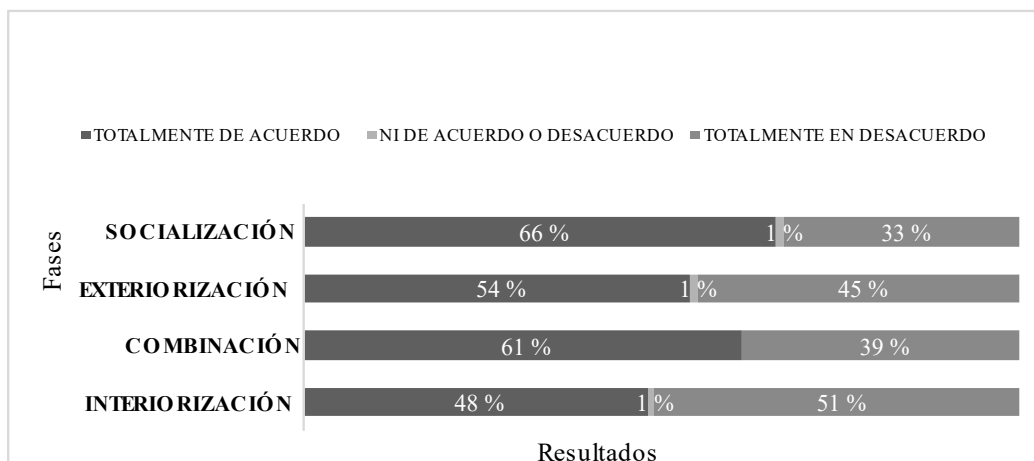 TOTALMENTE DE ACUERDO NI DE ACUERDO O DESACUERDO TOTALMENTE EN DESACUERDO
Fases
SOCIALIZACIÓN 66 % 1 % 33 %
EXTERIORIZACIÓN 54 % 1 % 45 %
COMBINACIÓN 61 % 39 %
INTERIORIZACIÓN 48 % 1 % 51 %
Resultados